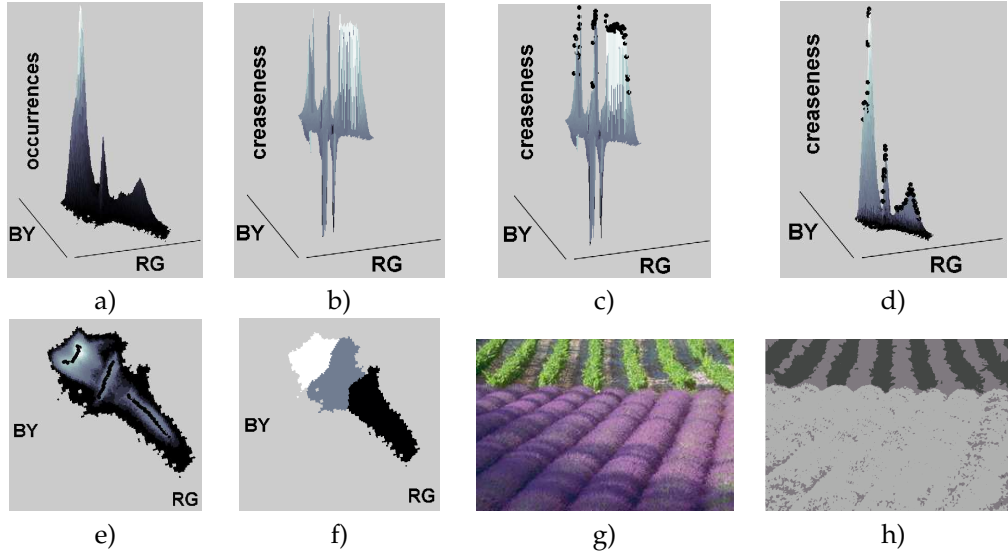 occurrences
BY
RG
a)
creaseness
BY
RG
b)
creaseness
BY
RG
c)
creaseness
BY
RG
d)
BY
RG
e)
BY
RG
f)
g)
h)